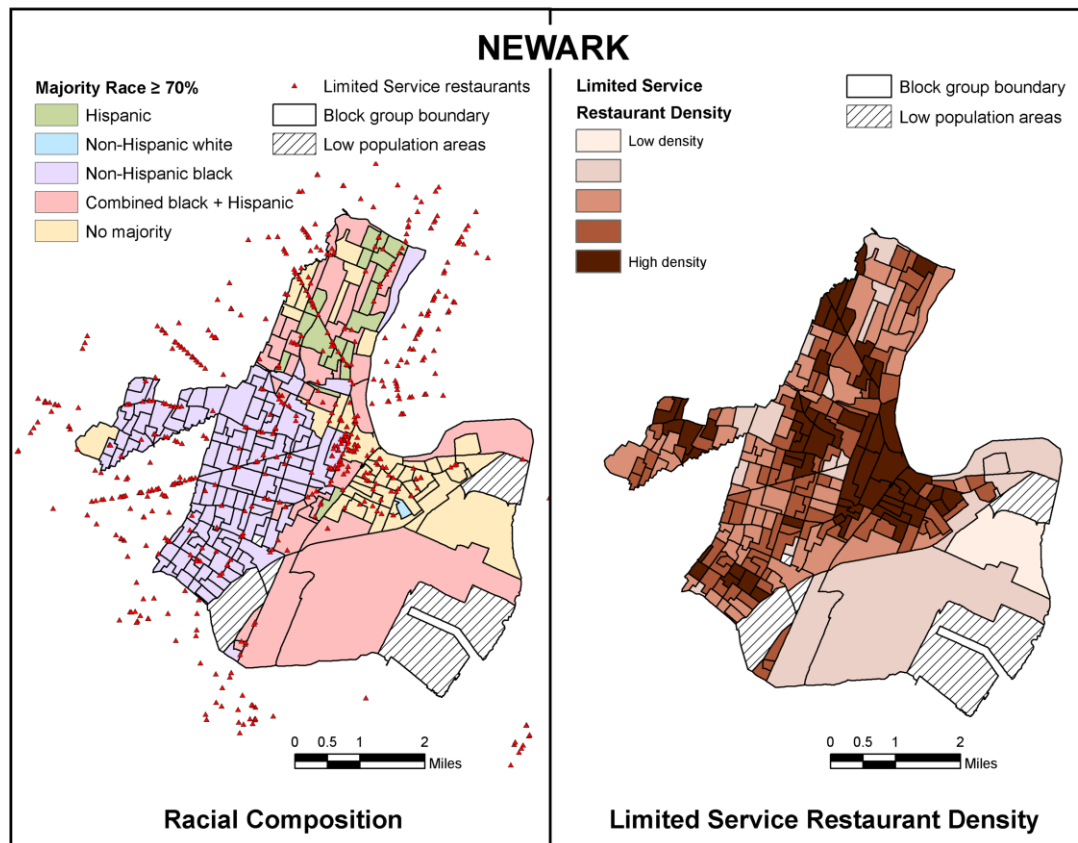 NEWARK
Majority Race ≥ 70%
Hispanic
Non-Hispanic white
Non-Hispanic black
Combined black + Hispanic
No majority
Limited Service restaurants
Block group boundary
Low population areas
0 0.5 1 2
Miles
Racial Composition
Limited Service
Restaurant Density
Low density
High density
Block group boundary
Low population areas
0 0.5 1 2
Miles
Limited Service Restaurant Density